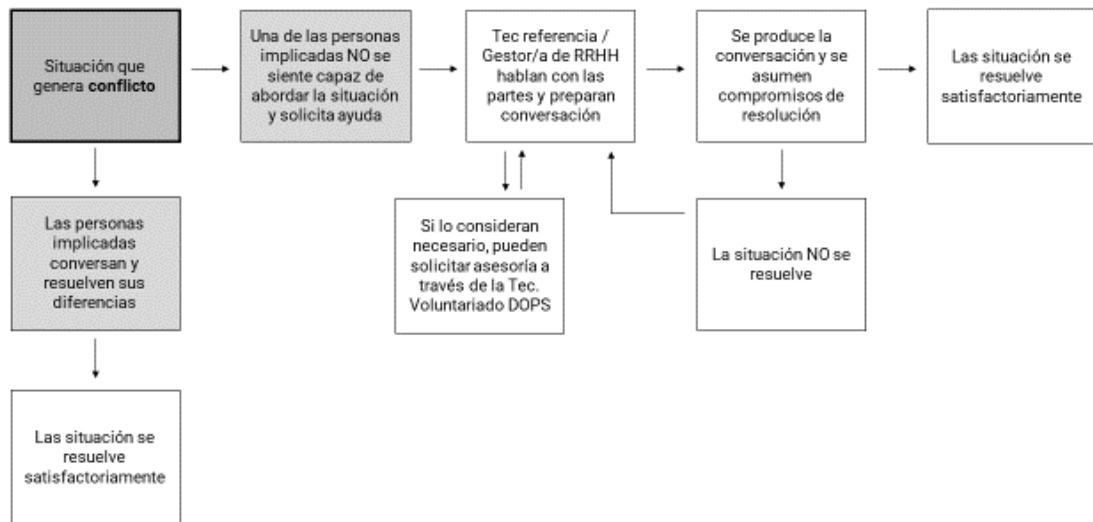 Situación que
genera conflicto
Una de las personas
implicadas NO se
siente capaz de
abordar la situación
y solicita ayuda
Tec referencia /
Gestor/a de RRHH
hablan con las
partes y preparan
conversación
Se produce la
conversación y se
asumen
compromisos de
resolución
Las situación se
resuelve
satisfactoriamente
Las personas
implicadas
conversan y
resuelven sus
diferencias
Si lo consideran
necesario, pueden
solicitar asesoría a
través de la Tec.
Voluntariado DOPS
La situación NO se
resuelve
Las situación se
resuelve
satisfactoriamente